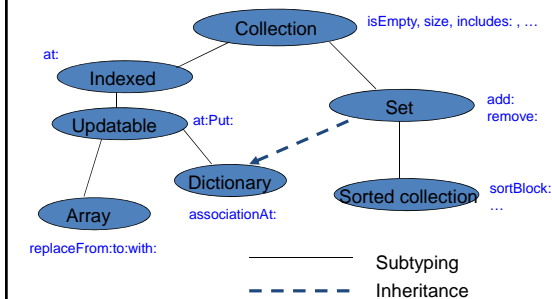 Collection
isEmpty, size, includes: , ...
at:
Indexed
Updatable
at:Put:
Set
add:
remove:
Dictionary
associationAt:
Sorted collection
sortBlock:
...
Array
replaceFrom:to:with:
Subtyping
Inheritance